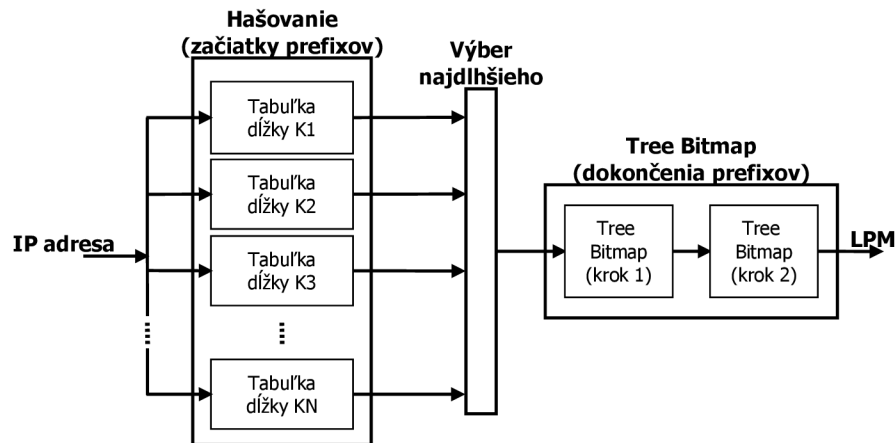 Hašovanie
(začiatky prefixov)
Výber
najdlhšieho
Tabuľka
dĺžky K1
Tabuľka
dĺžky K2
Tabuľka
dĺžky K3
Tabuľka
dĺžky KN
IP adresa
Tree Bitmap
(dokončenia prefixov)
Tree
Bitmap
(krok 1)
Tree
Bitmap
(krok 2)
LPM